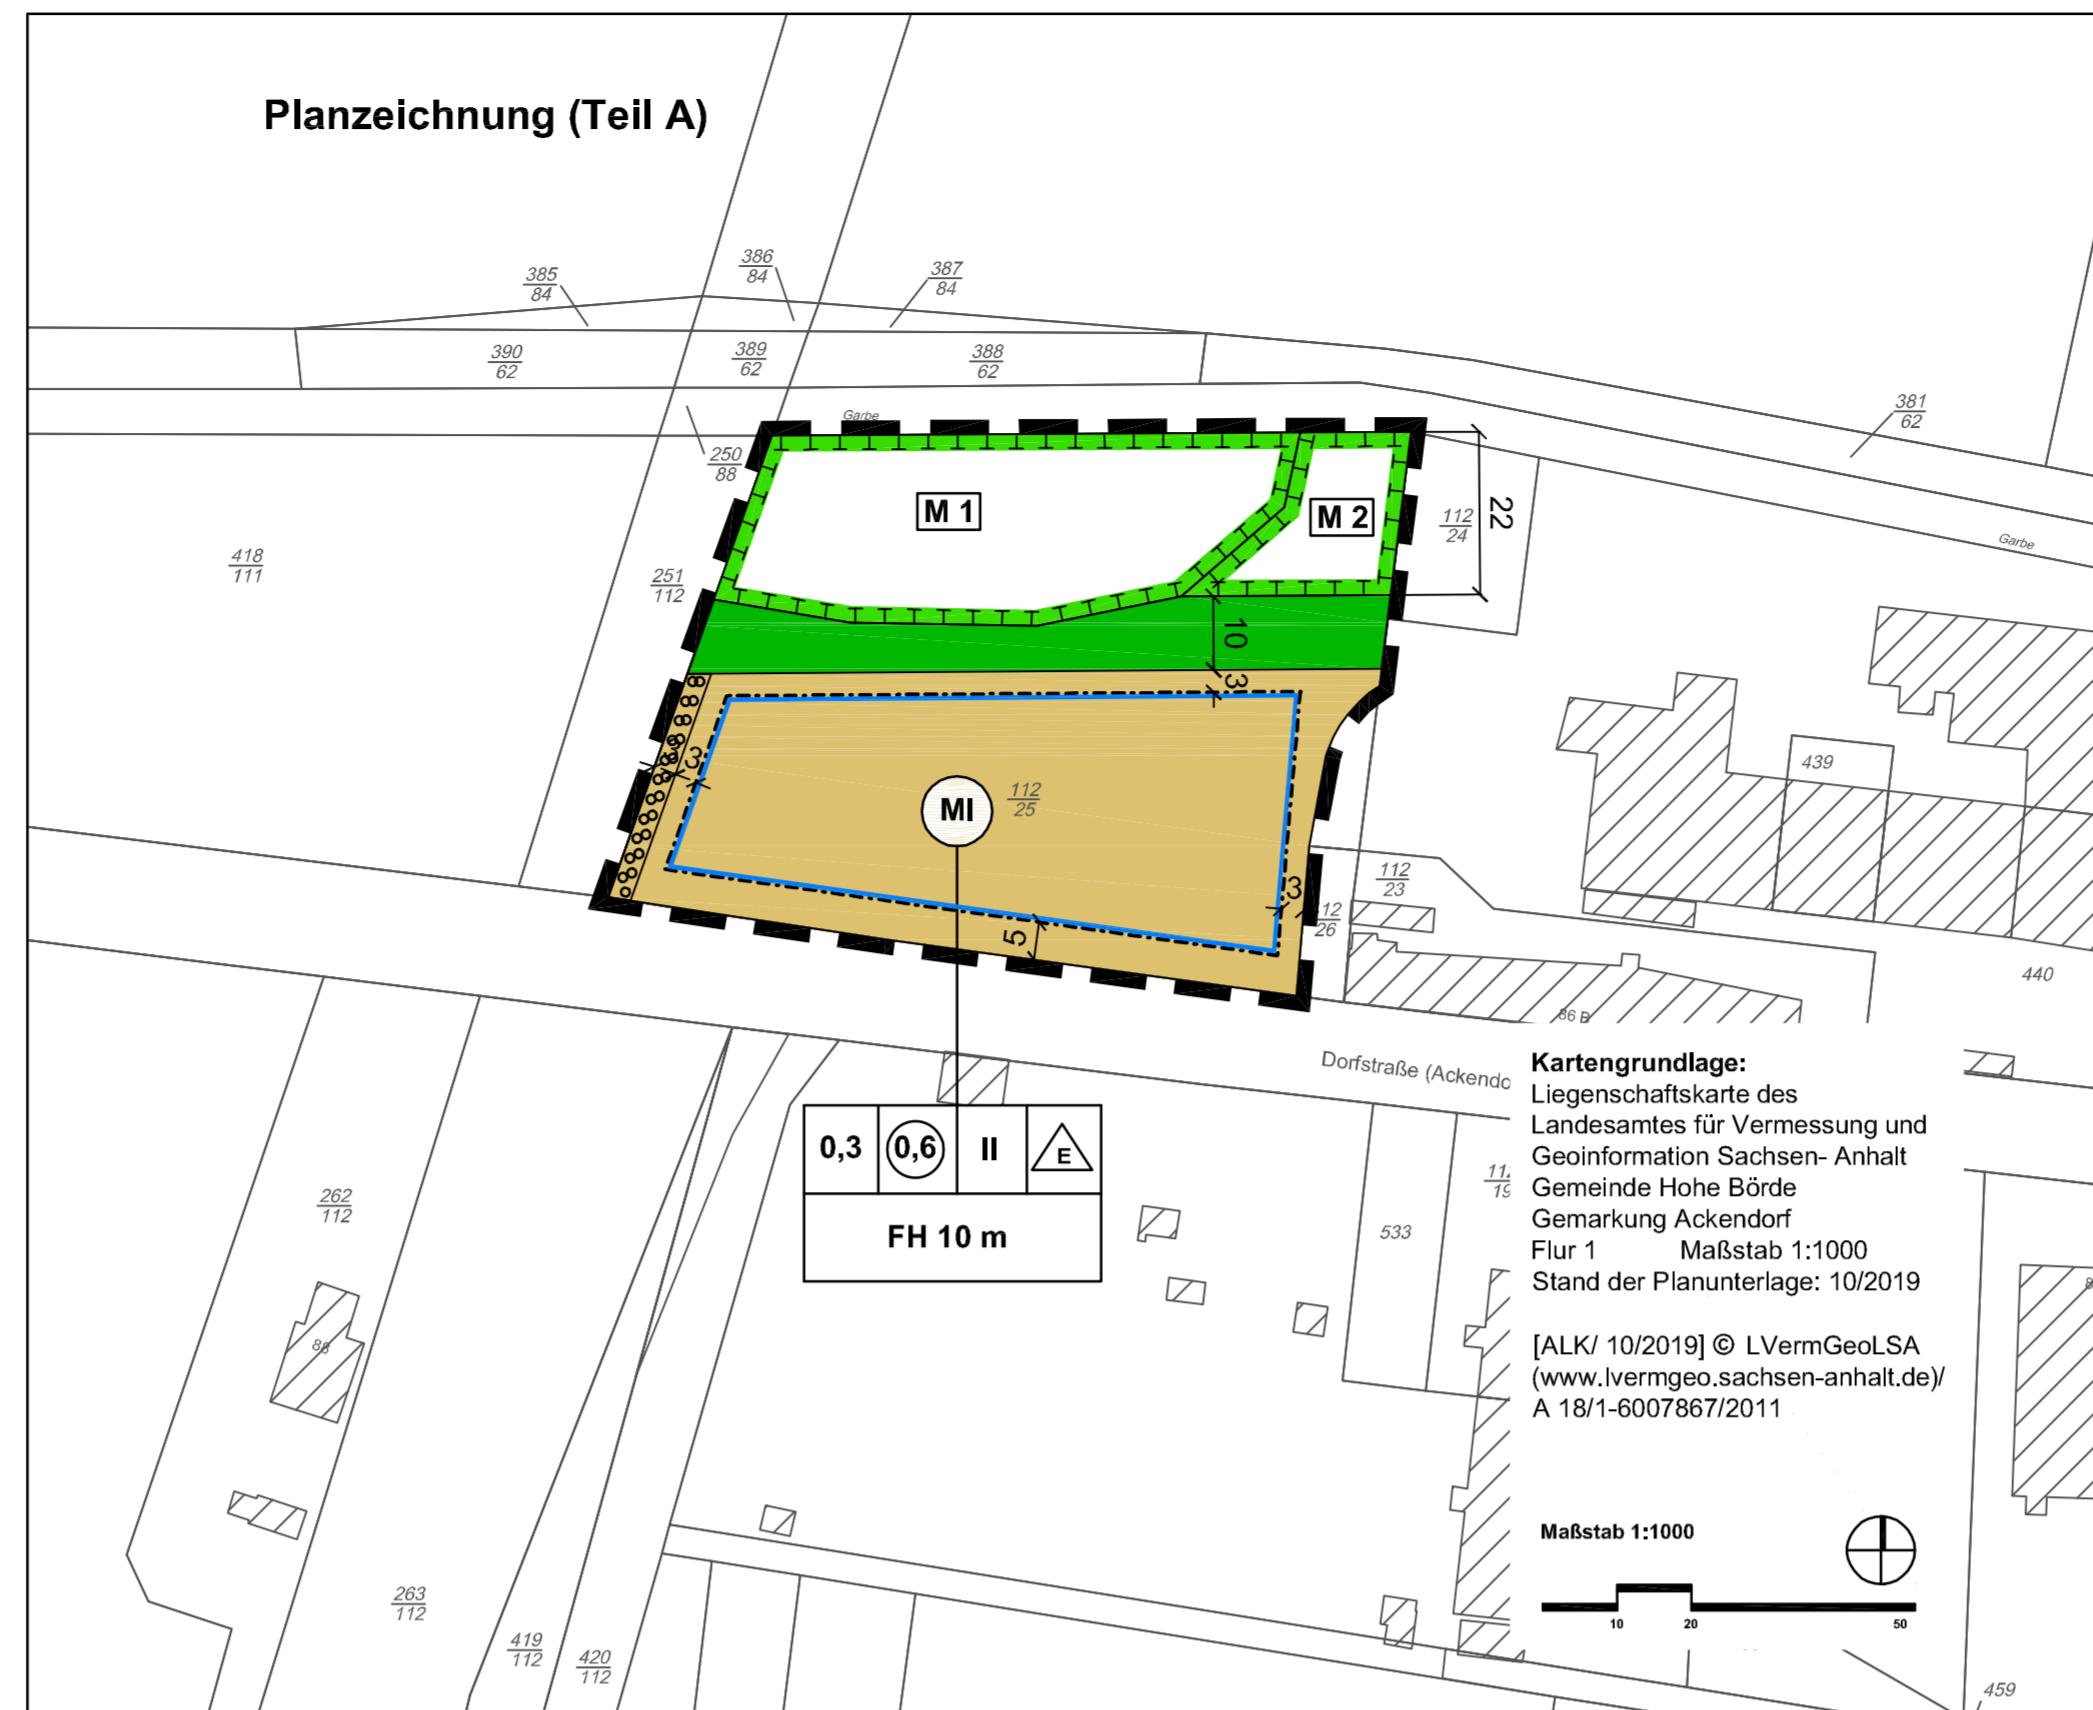 Planzeichnung (Teil A)
386
84
387
84
385
84
390
62
389
62
388
62
381
62
Garbe
250
88
M 1
M 2
112
24
22
Garbe
418
111
251
112
10
3
3
3
439
MI
112
25
112
23
3
12
26
5
440
86 B
Dorfstraße (Ackendo
Kartengrundlage:
Liegenschaftskarte des
Landesamtes für Vermessung und
Geoinformation Sachsen- Anhalt
Gemeinde Hohe Börde
Gemarkung Ackendorf
Flur 1 Maßstab 1:1000
Stand der Planunterlage: 10/2019
[ALK/ 10/2019] © LVermGeoLSA
(www.lvermgeo.sachsen-anhalt.de)/
A 18/1-6007867/2011
0,3 0,6 II E
FH 10 m
262
112
533
11
19
88
Maßstab 1:1000
10 20 50
263
112
419
112
420
112
459